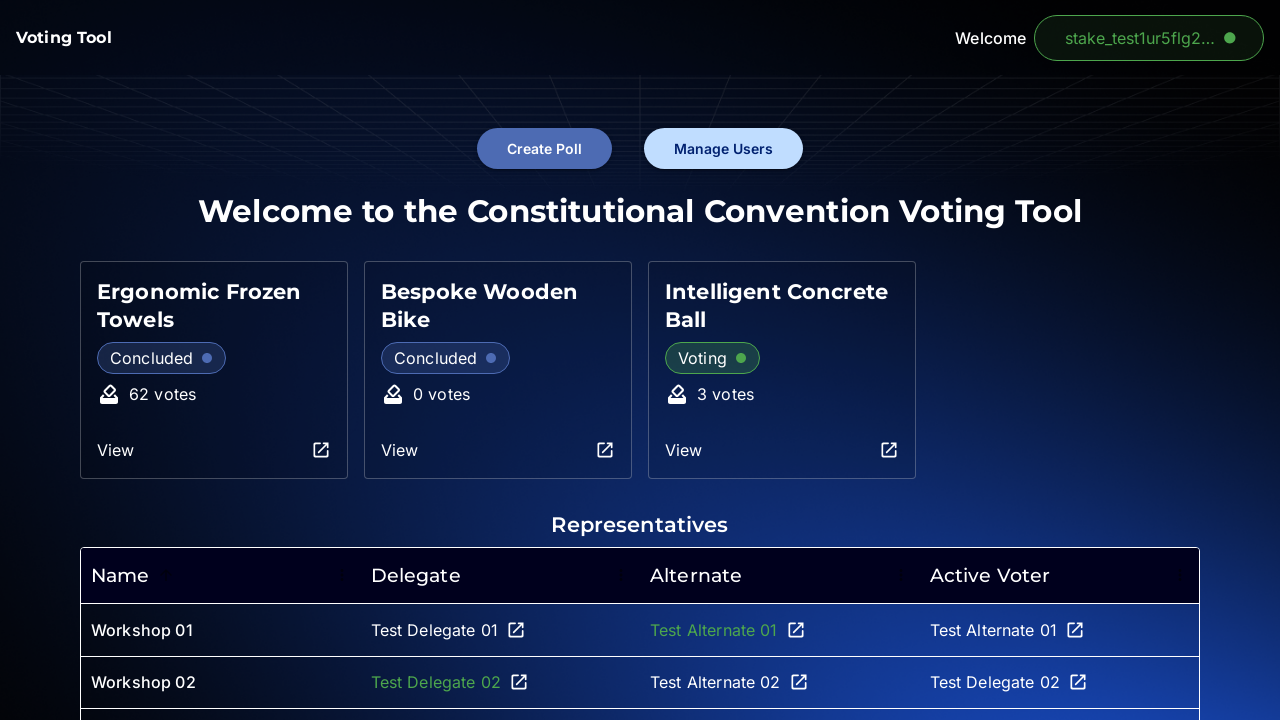 Voting Tool
Welcome stake_test1ur5flg2...
Create Poll Manage Users
Welcome to the Constitutional Convention Voting Tool
Ergonomic Frozen
Towels
Concluded
62 votes
View
Bespoke Wooden
Bike
Concluded
0 votes
View
Intelligent Concrete
Ball
Voting
3 votes
View
Representatives
Name Delegate Alternate Active Voter
Workshop 01 Test Delegate 01 Test Alternate 01 Test Alternate 01
Workshop 02 Test Delegate 02 Test Alternate 02 Test Delegate 02